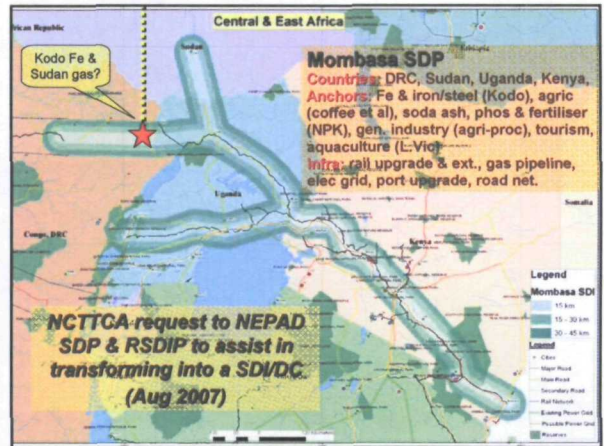 Central & East Africa
rican Republic
Sudan
Ethiopia
Kodo Fe &
Sudan gas?
Mombasa SDP
Countries: DRC, Sudan, Uganda, Kenya,
Anchors: Fe & iron/steel (Kodo), agric
(coffee et al), soda ash, phos & fertiliser
(NPK), gen. industry (agri-proc), tourism,
aquaculture (L.Vic)
Infra: rail upgrade & ext., gas pipeline,
elec grid, port upgrade, road net.
Uganda
Somalia
Congo, DRC
Kenya
NCTTCA request to NEPAD
SDP & RSDIP to assist in
transforming into a SDI/DC
(Aug 2007)
Legend
Mombasa SDI
15 km
15 - 30 km
30 - 45 km
Legend
Cities
Major Road
Main Road
Secondary Road
Rail Network
Existing Power Grid
Possible Power Grid
Reserves